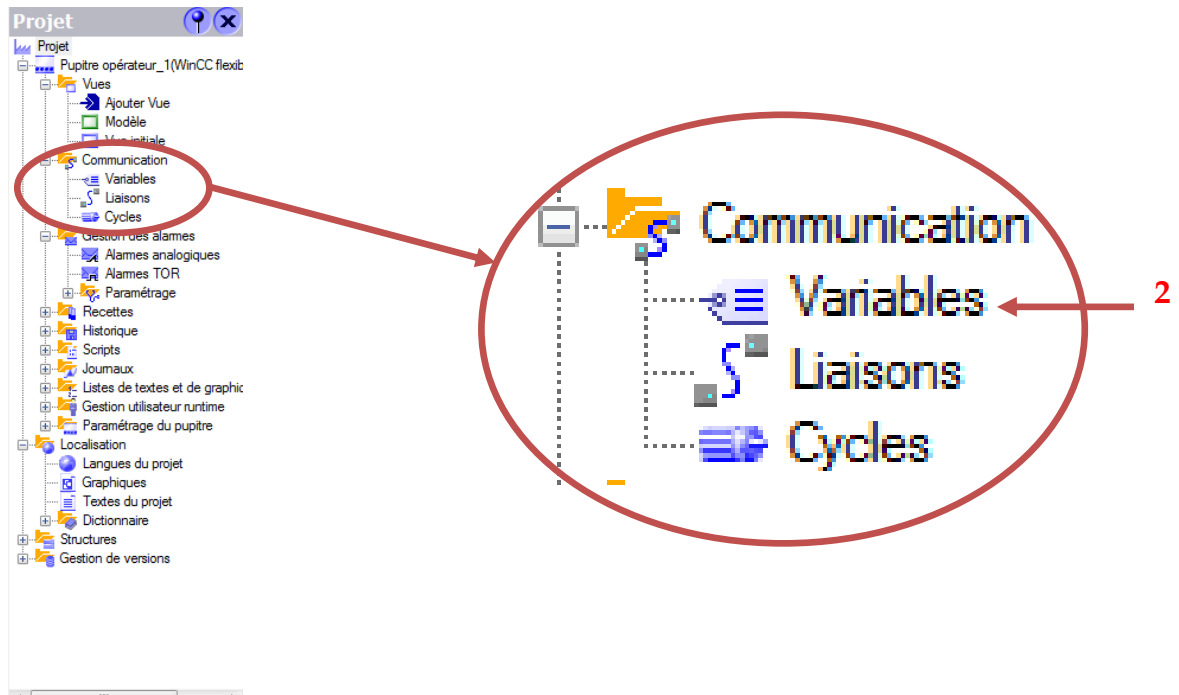 Projet
Projet
Pupitre opérateur_1(WinCC flexib
Vues
Ajouter Vue
Modèle
Vue initiale
Communication
Variables
Liaisons
Cycles
Gestion des alarmes
Alarmes analogiques
Alarmes TOR
Paramétrage
Recettes
Historique
Scripts
Journaux
Listes de textes et de graphic
Gestion utilisateur runtime
Paramétrage du pupitre
Localisation
Langues du projet
Graphiques
Textes du projet
Dictionnaire
Structures
Gestion de versions
Communication
Variables
2
Liaisons
Cycles